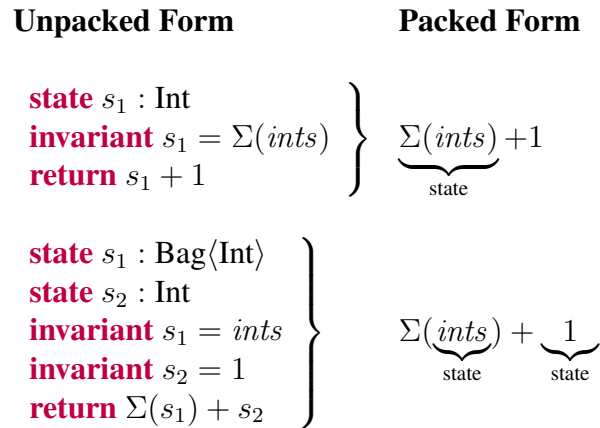 Unpacked Form Packed Form
state s₁ : Int
invariant s₁ = Σ(ints)
return s₁ + 1
Σ(ints) +1
state
state s₁ : Bag⟨Int⟩
state s₂ : Int
invariant s₁ = ints
invariant s₂ = 1
return Σ(s₁) + s₂
Σ(ints) + 1
state state